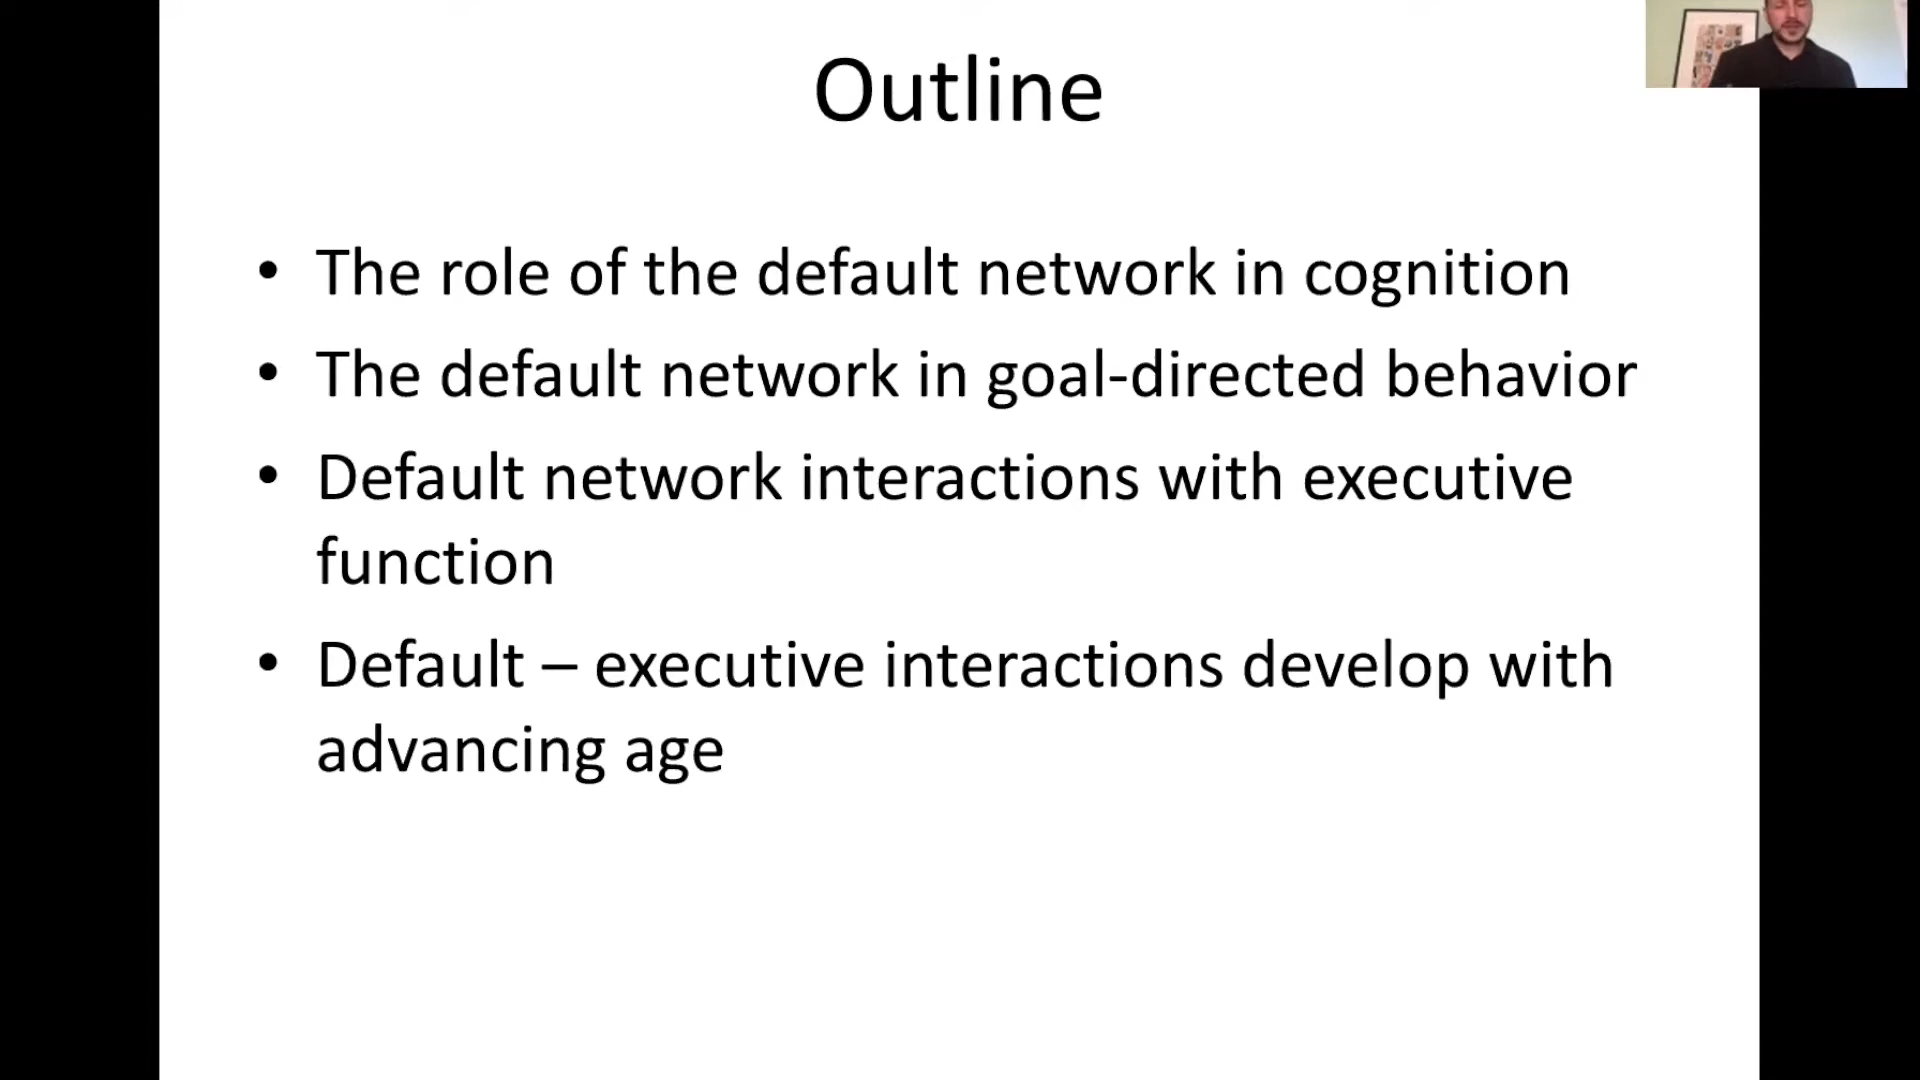 Outline
• The role of the default network in cognition
• The default network in goal-directed behavior
• Default network interactions with executive
function
• Default – executive interactions develop with
advancing age